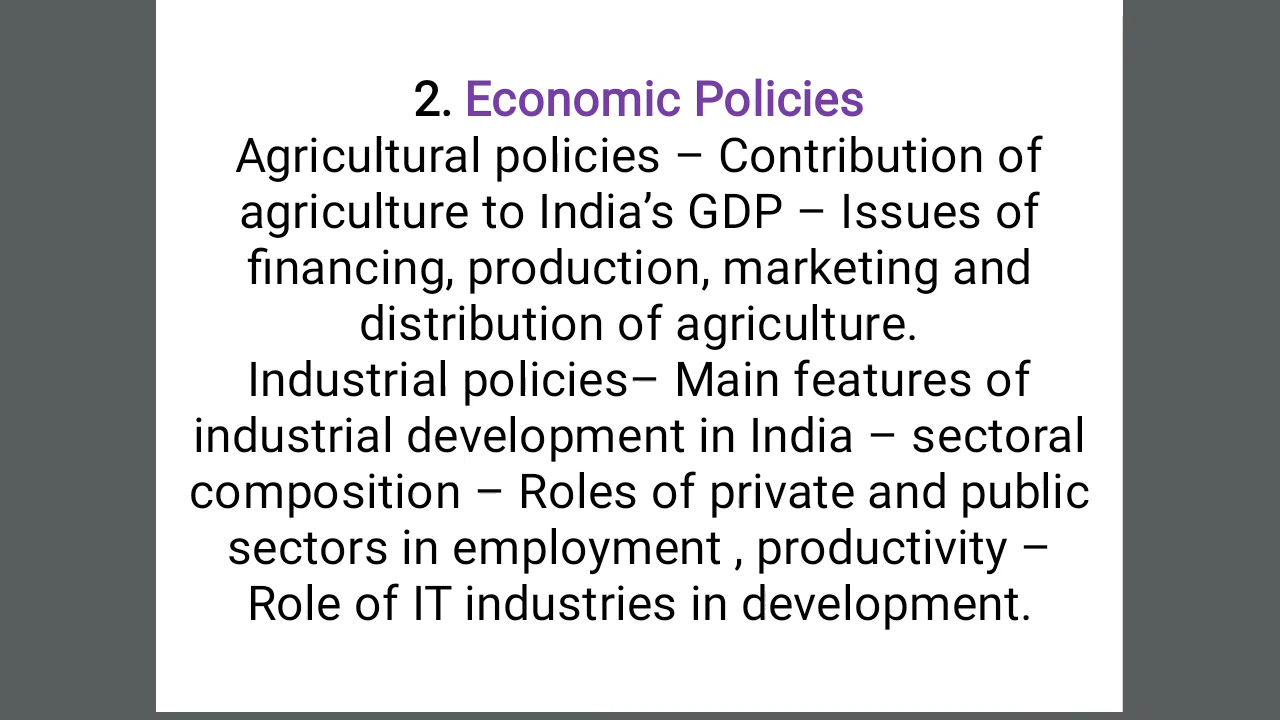 2. Economic Policies
Agricultural policies – Contribution of
agriculture to India’s GDP – Issues of
financing, production, marketing and
distribution of agriculture.
Industrial policies– Main features of
industrial development in India – sectoral
composition – Roles of private and public
sectors in employment , productivity –
Role of IT industries in development.